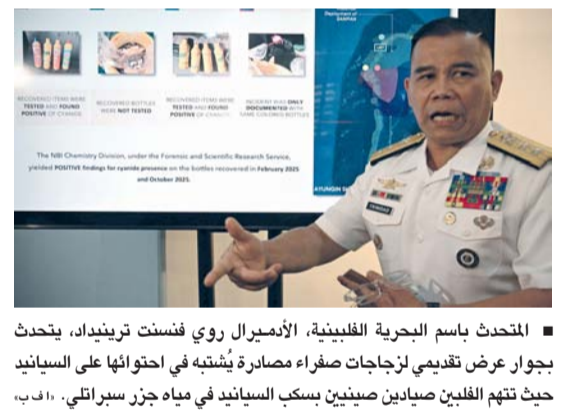 Deployment of
SANPAN
RECOVERED ITEMS WERE
TESTED AND FOUND
POSITIVE OF CYANIDE
RECOVERED BOTTLES
WERE NOT TESTED
RECOVERED ITEMS WERE
TESTED AND FOUND
POSITIVE OF CYANIDE
INCIDENT WAS ONLY
DOCUMENTED WITH
SAME COLORED BOTTLES
The NBI Chemistry Division, under the Forensic and Scientific Research Service,
yielded POSITIVE findings for cyanide presence on the bottles recovered in February 2025
and October 2025.
AYUNGIN
TRINIDAD
■ المتحدث باسم البحرية الفلبينية، الأدميرال روي فنسنت ترينيداد، يتحدث
بجوار عرض تقديمي لزجاجات صفراء مصادرة يُشتبه في احتوائها على السيانيد
حيث تتهم الفلبين صيادين صينيين بسكب السيانيد في مياه جزر سبراتلي. «ا ف ب»